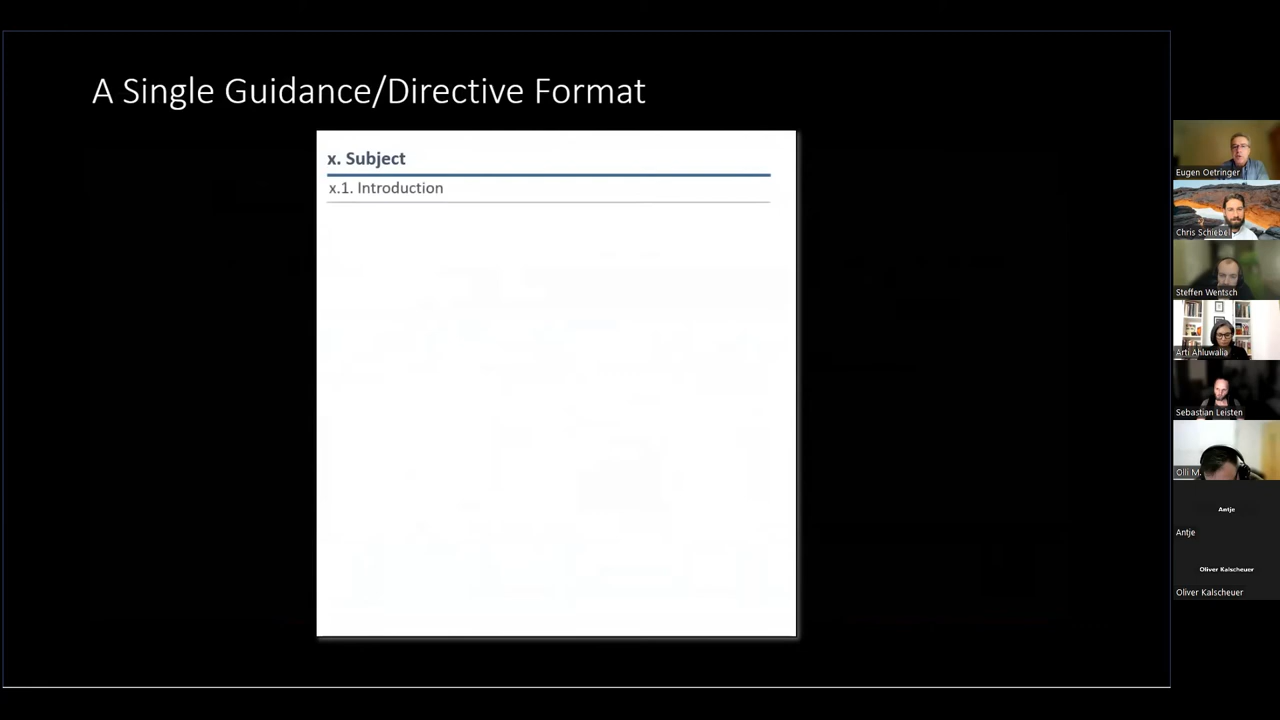 A Single Guidance/Directive Format
x. Subject
x.1. Introduction
Eugen Oetringer
Chris Schiebel
Steffen Wentsch
Arti Ahluwalia
Sebastian Leisten
Olli M.
Antje
Antje
Oliver Kalscheuer
Oliver Kalscheuer